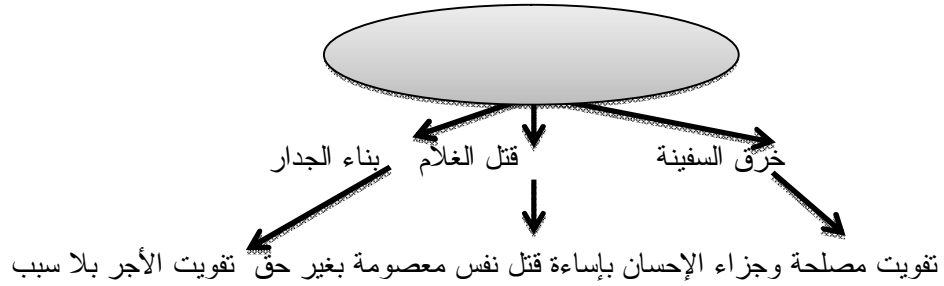 خرق السفينة قتل الغلام بناء الجدار
تفويت مصلحة وجزاء الإحسان بإساءة قتل نفس معصومة بغير حق تفويت الأجر بلا سبب